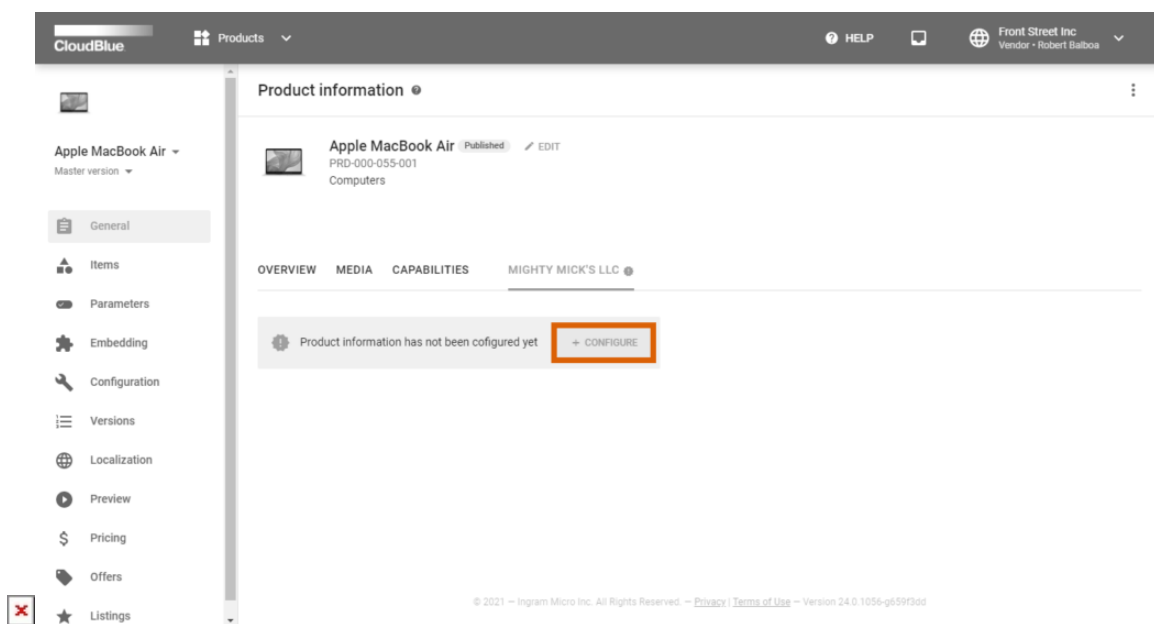 CloudBlue
Products
HELP
Front Street Inc
Vendor • Robert Balboa
Apple MacBook Air
Master version
General
Items
Parameters
Embedding
Configuration
Versions
Localization
Preview
Pricing
Offers
Listings
Product information
Apple MacBook Air Published EDIT
PRD-000-055-001
Computers
OVERVIEW MEDIA CAPABILITIES MIGHTY MICK'S LLC
Product information has not been cofigured yet + CONFIGURE
© 2021 — Ingram Micro Inc. All Rights Reserved. — Privacy | Terms of Use — Version 24.0.1056-g659f3dd